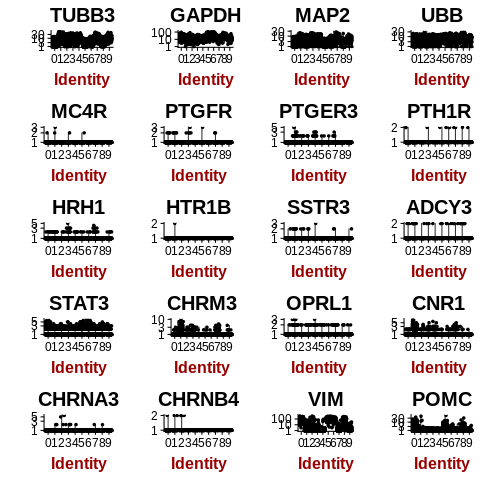 TUBB3 GAPDH MAP2 UBB
30 10 3 1 100 10 1 30 10 3 1 30 10 3 1
0123456789 0123456789 0123456789 0123456789
Identity Identity Identity Identity
MC4R PTGFR PTGER3 PTH1R
3 2 1 3 2 1 5 3 1 2 1
0123456789 0123456789 0123456789 0123456789
Identity Identity Identity Identity
HRH1 HTR1B SSTR3 ADCY3
5 3 1 2 1 3 2 1 2 1
0123456789 0123456789 0123456789 0123456789
Identity Identity Identity Identity
STAT3 CHRM3 OPRL1 CNR1
5 3 1 10 3 1 3 2 1 5 3 1
0123456789 0123456789 0123456789 0123456789
Identity Identity Identity Identity
CHRNA3 CHRNB4 VIM POMC
5 3 1 2 1 100 10 1 30 10 3 1
0123456789 0123456789 0123456789 0123456789
Identity Identity Identity Identity